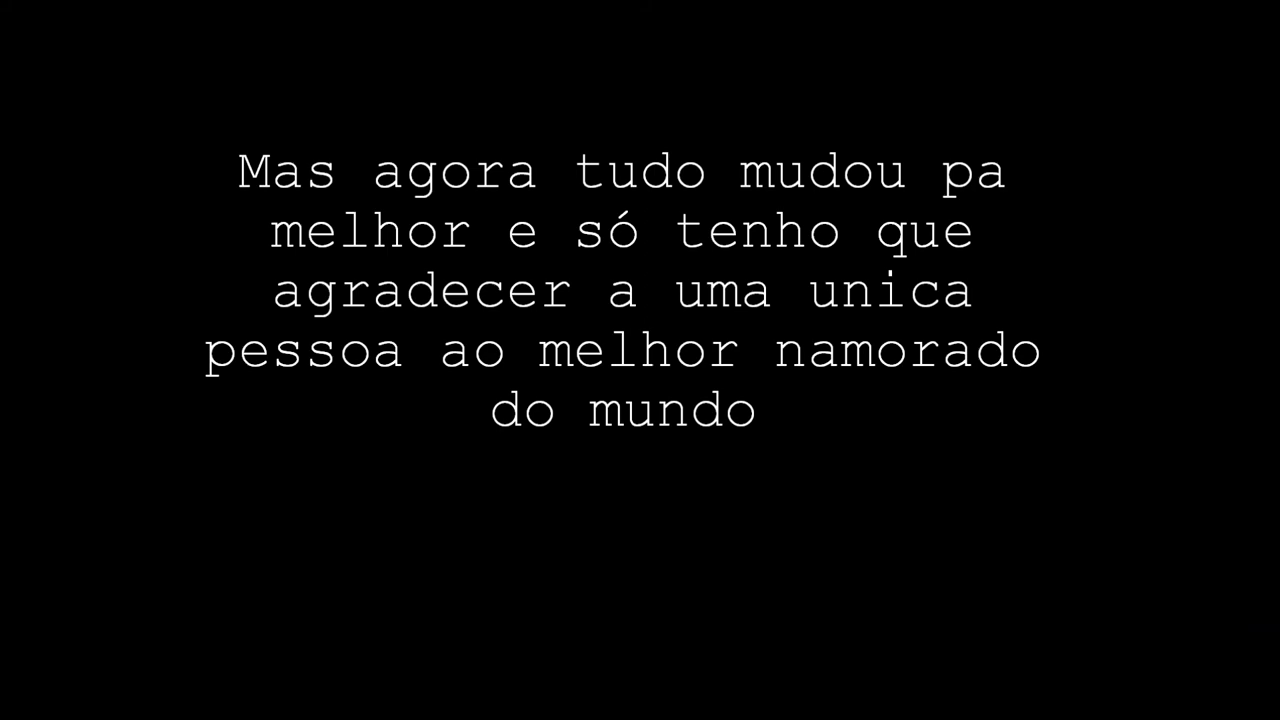 Mas agora tudo mudou pa
melhor e só tenho que
agradecer a uma unica
pessoa ao melhor namorado
do mundo